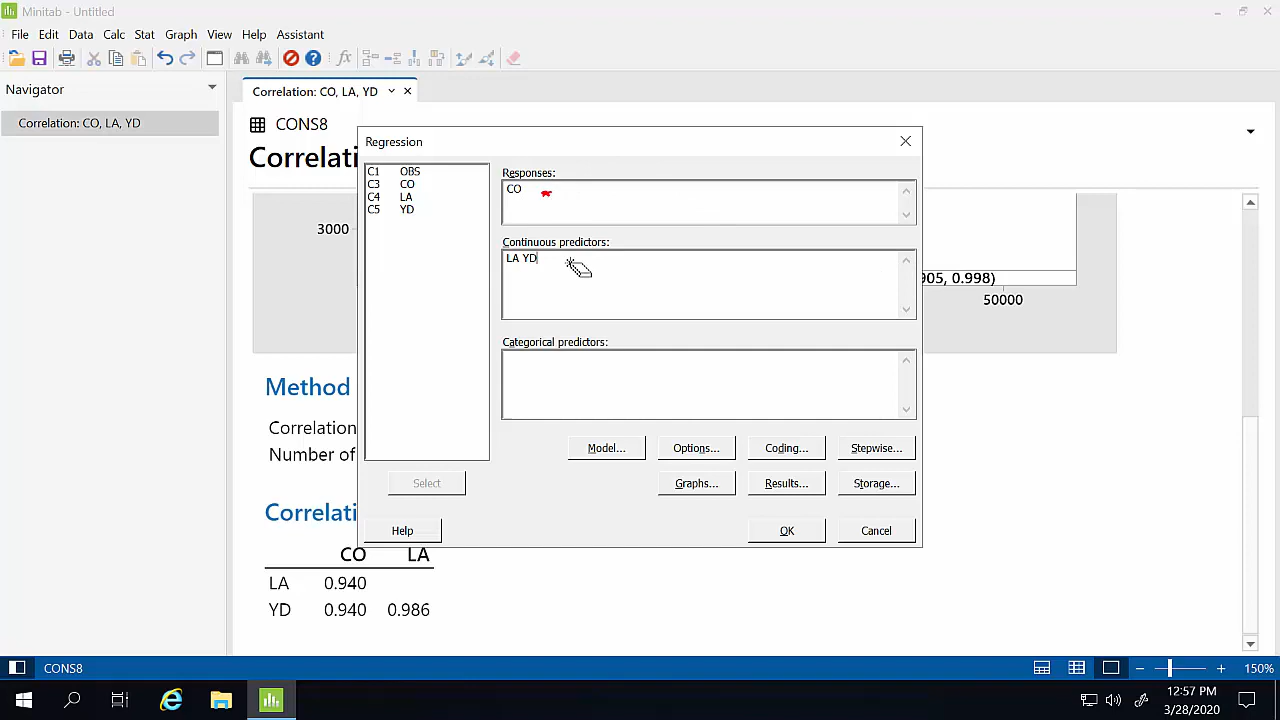 Minitab - Untitled
File Edit Data Calc Stat Graph View Help Assistant
Navigator
Correlation: CO, LA, YD
Correlation: CO, LA, YD
CONS8
Correlati
3000
905, 0.998)
50000
Method
Correlation
Number of
Correlati
CO LA
LA 0.940
YD 0.940 0.986
Regression
C1 OBS
C3 CO
C4 LA
C5 YD
Responses:
CO
Continuous predictors:
LA YD
Categorical predictors:
Model... Options... Coding... Stepwise...
Select Graphs... Results... Storage...
Help OK Cancel
CONS8
150%
12:57 PM
3/28/2020